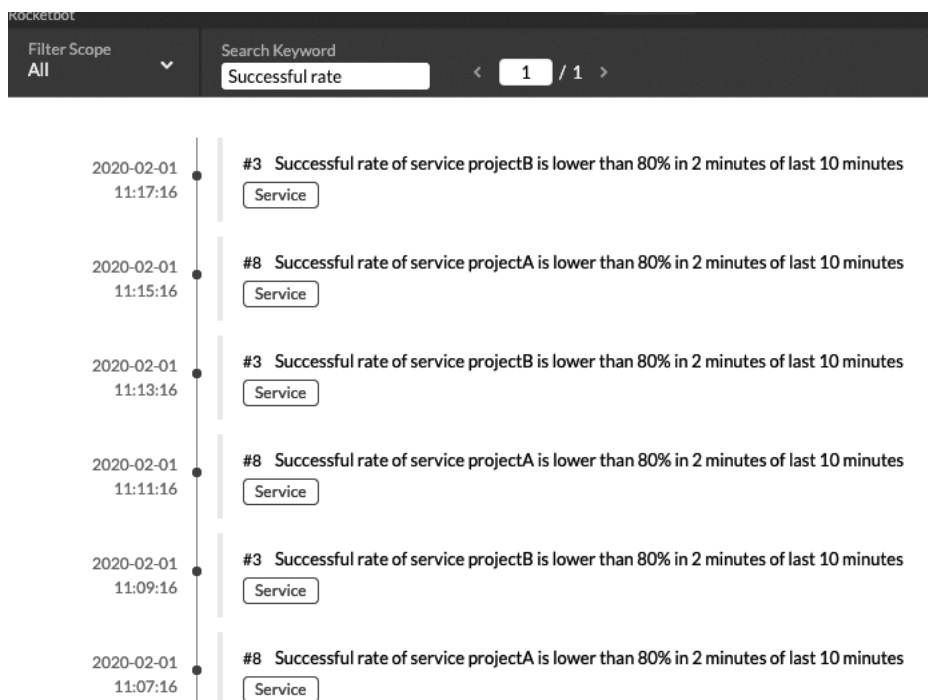 Rocketbot
Filter Scope
All
Search Keyword
Successful rate
< 1 / 1 >
2020-02-01
11:17:16
#3 Successful rate of service projectB is lower than 80% in 2 minutes of last 10 minutes
Service
2020-02-01
11:15:16
#8 Successful rate of service projectA is lower than 80% in 2 minutes of last 10 minutes
Service
2020-02-01
11:13:16
#3 Successful rate of service projectB is lower than 80% in 2 minutes of last 10 minutes
Service
2020-02-01
11:11:16
#8 Successful rate of service projectA is lower than 80% in 2 minutes of last 10 minutes
Service
2020-02-01
11:09:16
#3 Successful rate of service projectB is lower than 80% in 2 minutes of last 10 minutes
Service
2020-02-01
11:07:16
#8 Successful rate of service projectA is lower than 80% in 2 minutes of last 10 minutes
Service